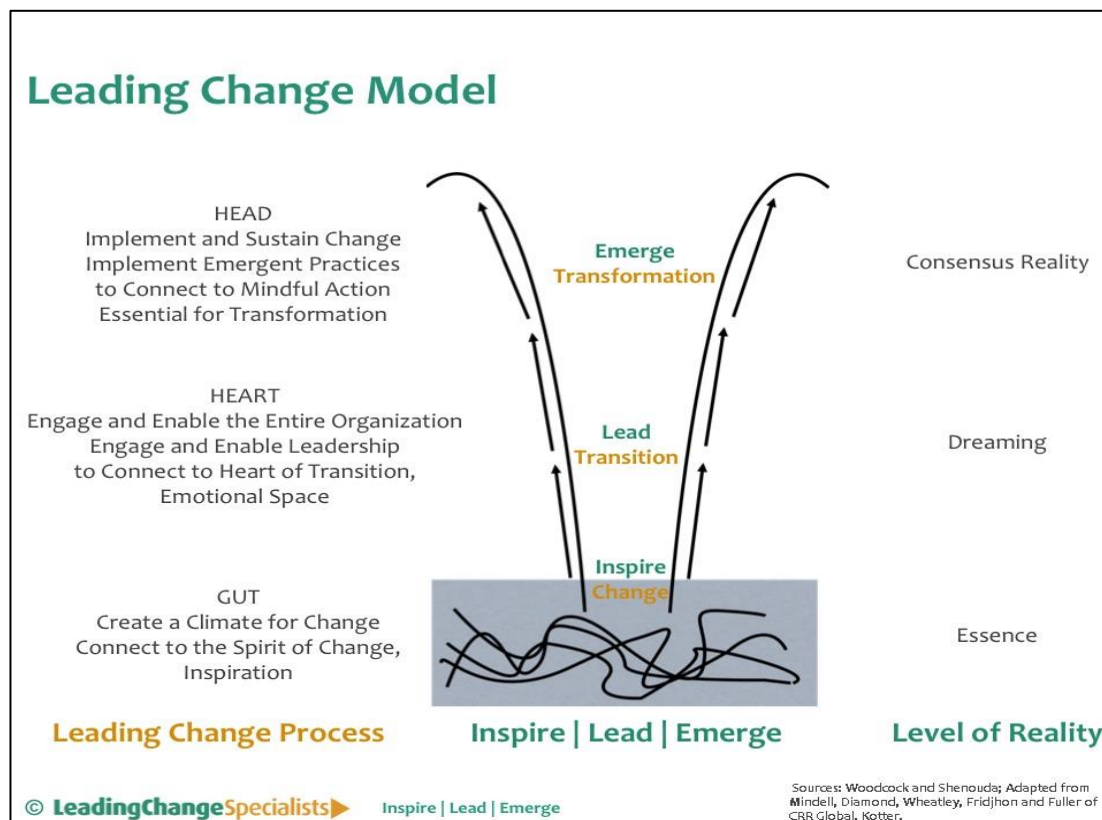 Leading Change Model
HEAD
Implement and Sustain Change
Implement Emergent Practices
to Connect to Mindful Action
Essential for Transformation
Emerge
Transformation
Consensus Reality
HEART
Engage and Enable the Entire Organization
Engage and Enable Leadership
to Connect to Heart of Transition,
Emotional Space
Lead
Transition
Dreaming
GUT
Create a Climate for Change
Connect to the Spirit of Change,
Inspiration
Inspire
Change
Essence
Leading Change Process
Inspire | Lead | Emerge
Level of Reality
© LeadingChangeSpecialists
Inspire | Lead | Emerge
Sources: Woodcock and Shenouda; Adapted from
Mindell, Diamond, Wheatley, Fridjhon and Fuller of
CRR Global, Kotter.